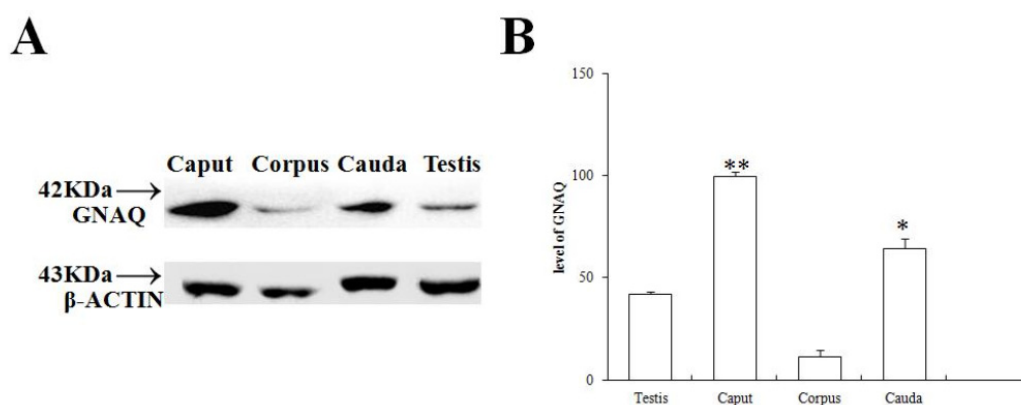 A
Caput Corpus Cauda Testis
42KDa→
GNAQ
43KDa→
β-ACTIN
B
level of GNAQ
150
100
50
0
**
*
Testis Caput Corpus Cauda